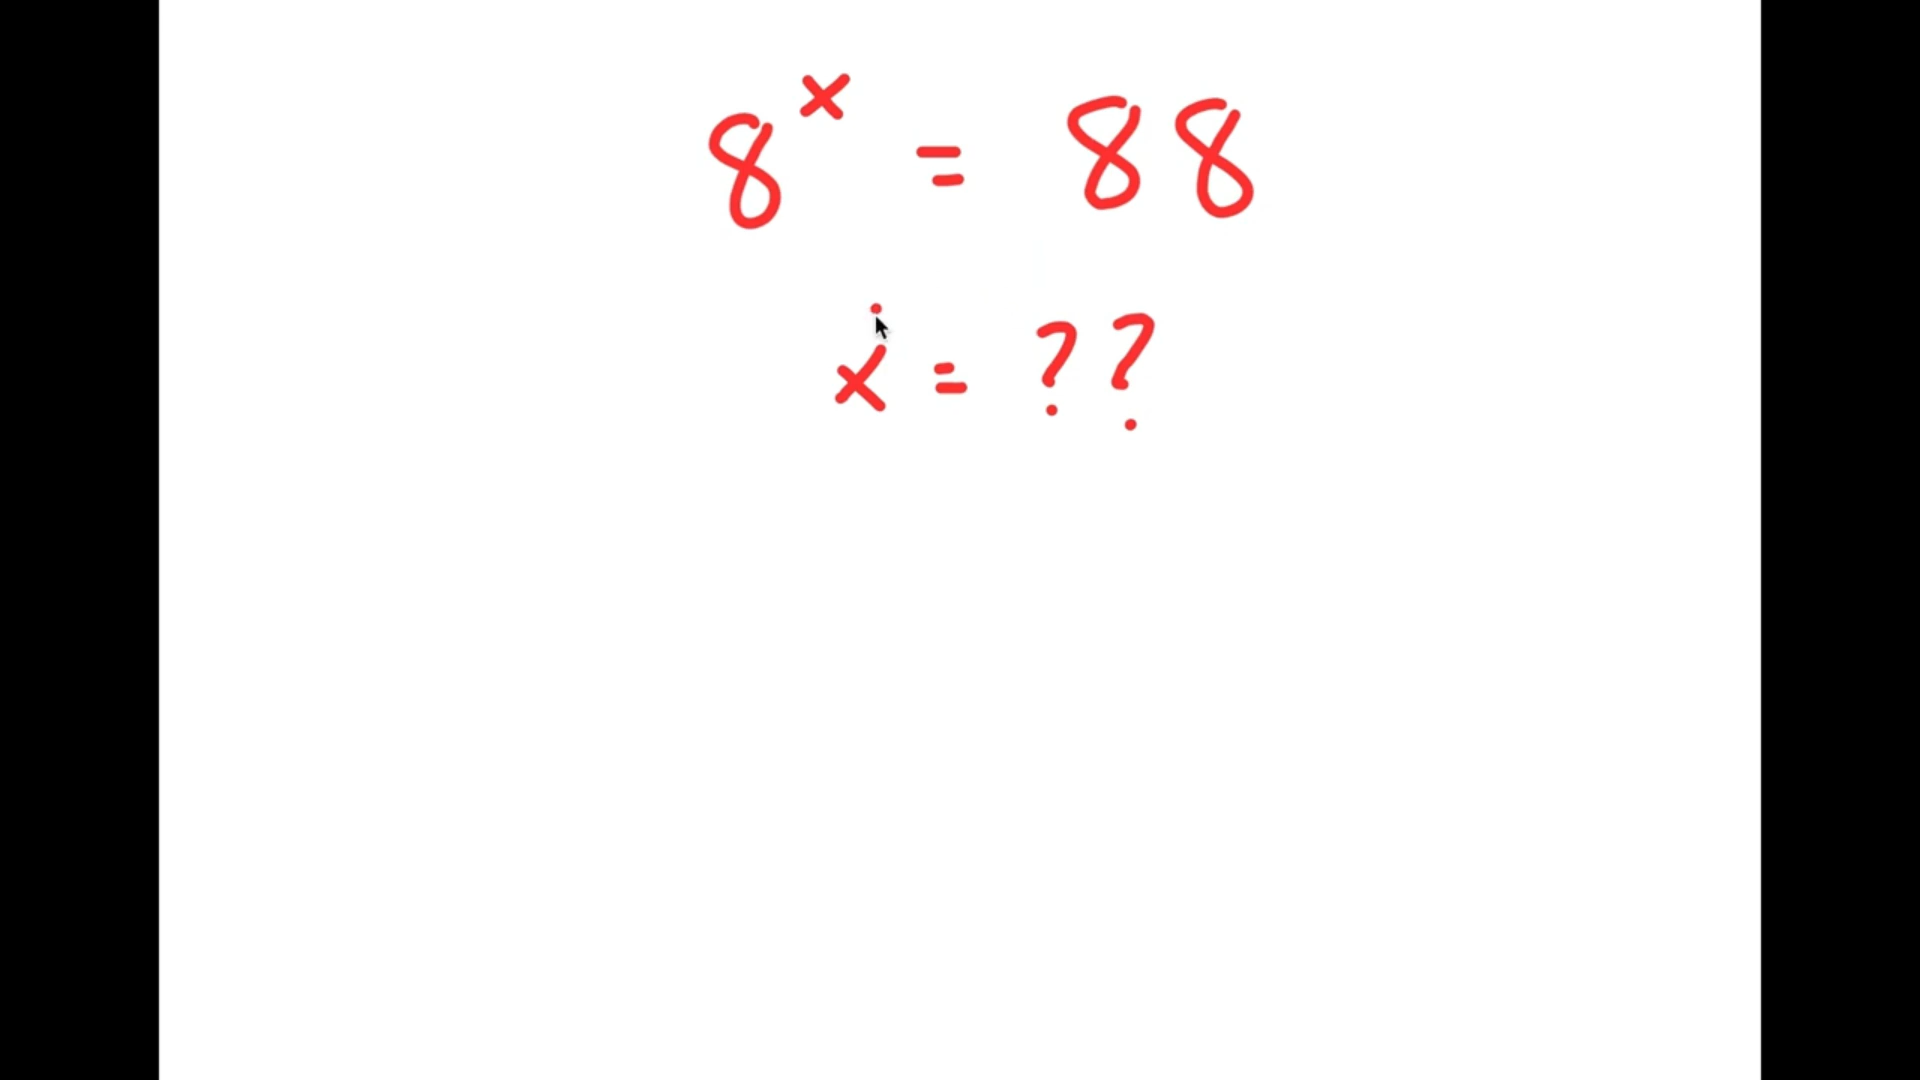 8^x = 88
x = ??